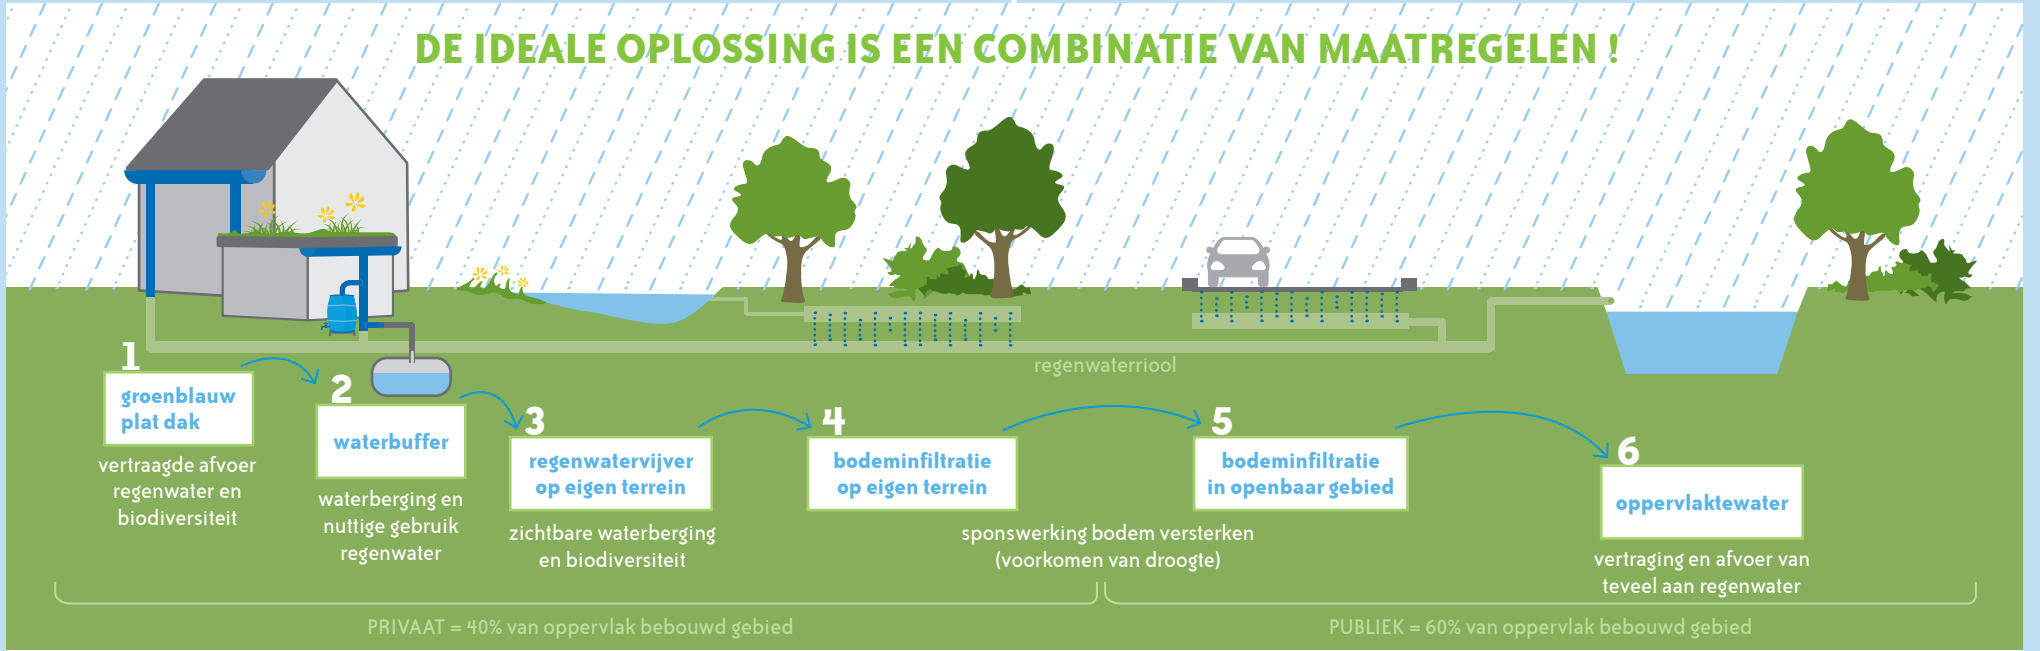 DE IDEALE OPLOSSING IS EEN COMBINATIE VAN MAATREGELEN !
regenwaterriool
1
groenblauw
plat dak
vertraagde afvoer
regenwater en
biodiversiteit
2
waterbuffer
waterberging en
nuttige gebruik
regenwater
3
regenwatervijver
op eigen terrein
zichtbare waterberging
en biodiversiteit
4
bodeminfiltratie
op eigen terrein
5
bodeminfiltratie
in openbaar gebied
sponswerking bodem versterken
(voorkomen van droogte)
6
oppervlaktewater
vertraging en afvoer van
teveel aan regenwater
PRIVAAT = 40% van oppervlak bebouwd gebied
PUBLIEK = 60% van oppervlak bebouwd gebied